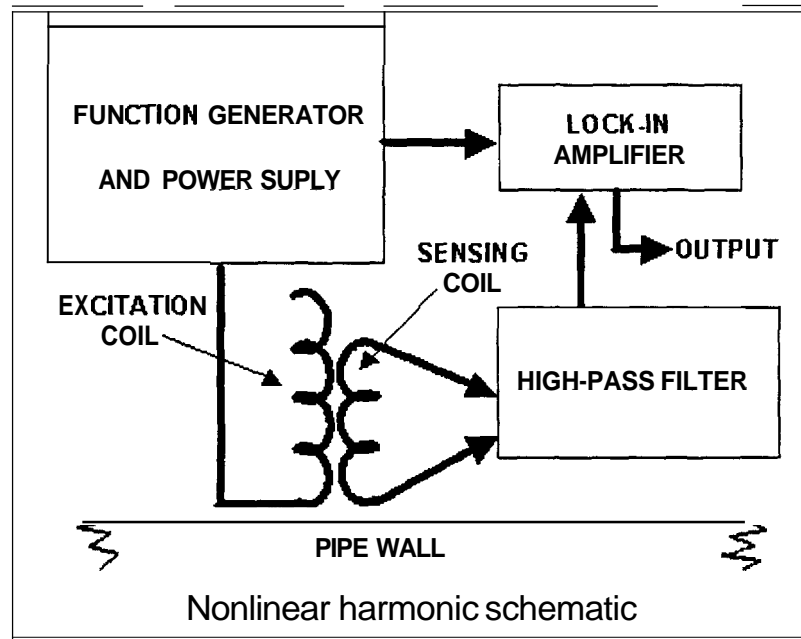 FUNCTION GENERATOR
AND POWER SUPLY
LOCK-IN
AMPLIFIER
OUTPUT
SENSING
COIL
EXCITATION
COIL
HIGH-PASS FILTER
PIPE WALL
Nonlinear harmonic schematic